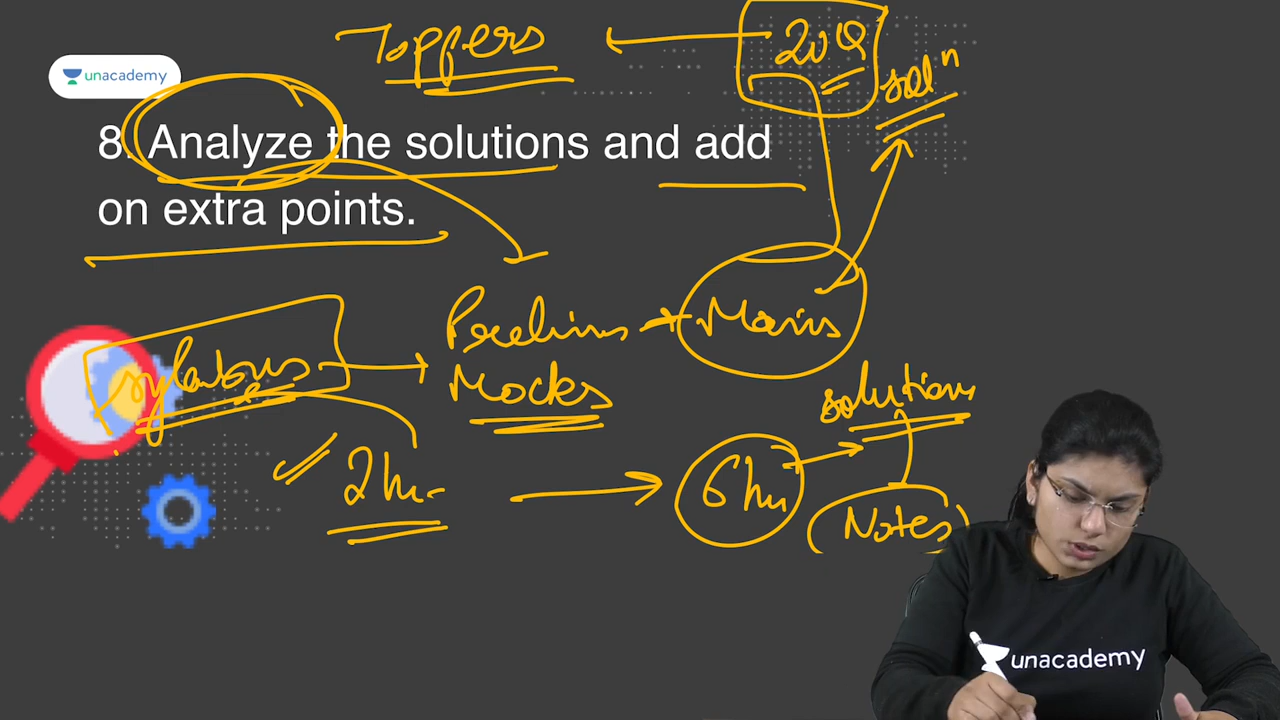 Toppers
20Q
solⁿ
unacademy
8. Analyze the solutions and add
on extra points.
Prelims
Mains
syllabus
Mocks
solutions
2hr
6hr
Notes
unacademy